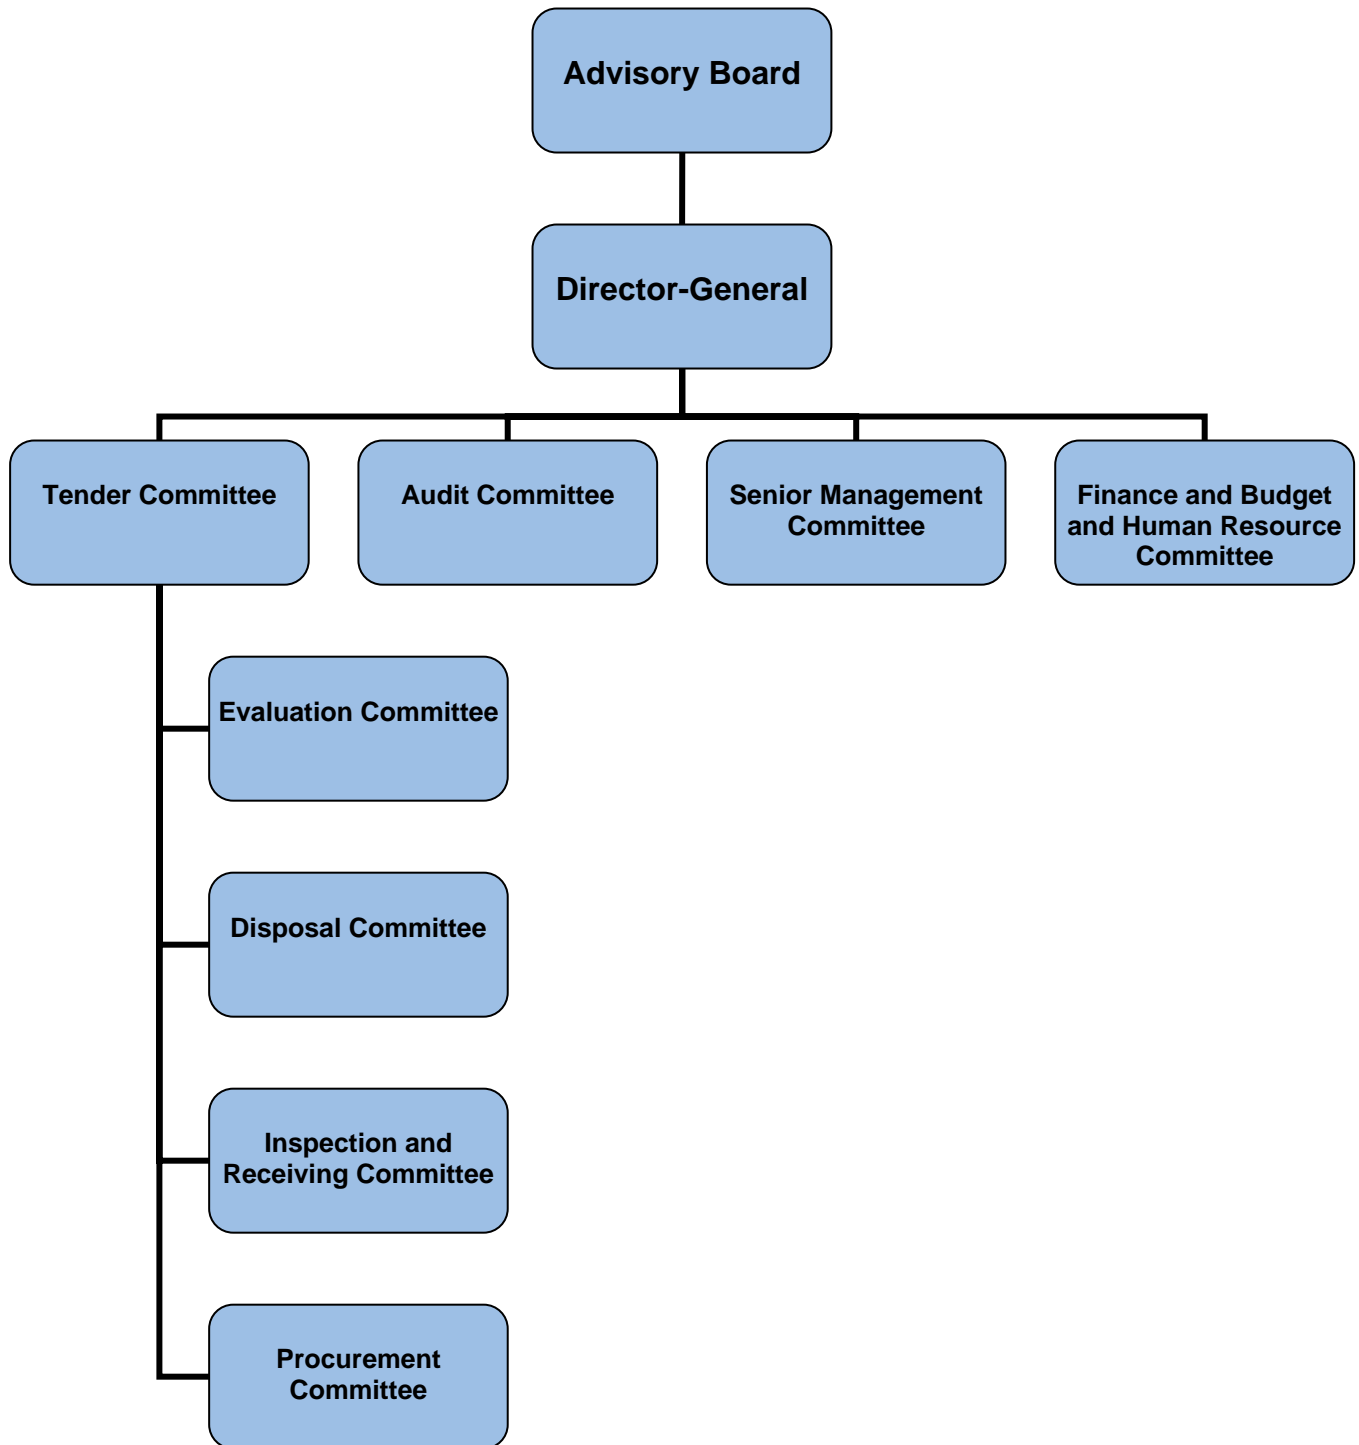 Advisory Board
Director-General
Tender Committee
Audit Committee
Senior Management
Committee
Finance and Budget
and Human Resource
Committee
Evaluation Committee
Disposal Committee
Inspection and
Receiving Committee
Procurement
Committee